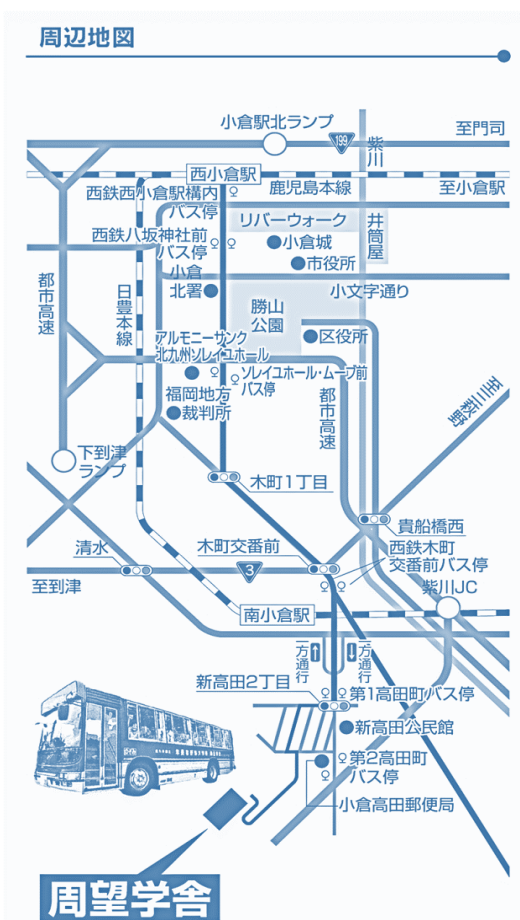 周辺地図
小倉駅北ランプ
199
紫川
至門司
西小倉駅
鹿児島本線
至小倉駅
西鉄西小倉駅構内
バス停
リバーウォーク
井筒屋
西鉄八坂神社前
バス停
小倉城
市役所
小倉
北署
小文字通り
都市高速
日豊本線
勝山
公園
区役所
アルモニーサンク
北九州ソレイユホール
ソレイユホール・ムーブ前
バス停
福岡地方
裁判所
都市高速
至三萩野
下到津
ランプ
木町1丁目
貴船橋西
清水
木町交番前
3
西鉄木町
交番前バス停
至到津
紫川JC
南小倉駅
一方通行
一方通行
新高田2丁目
第1高田町バス停
新高田公民館
第2高田町
バス停
小倉高田郵便局
周望学舎